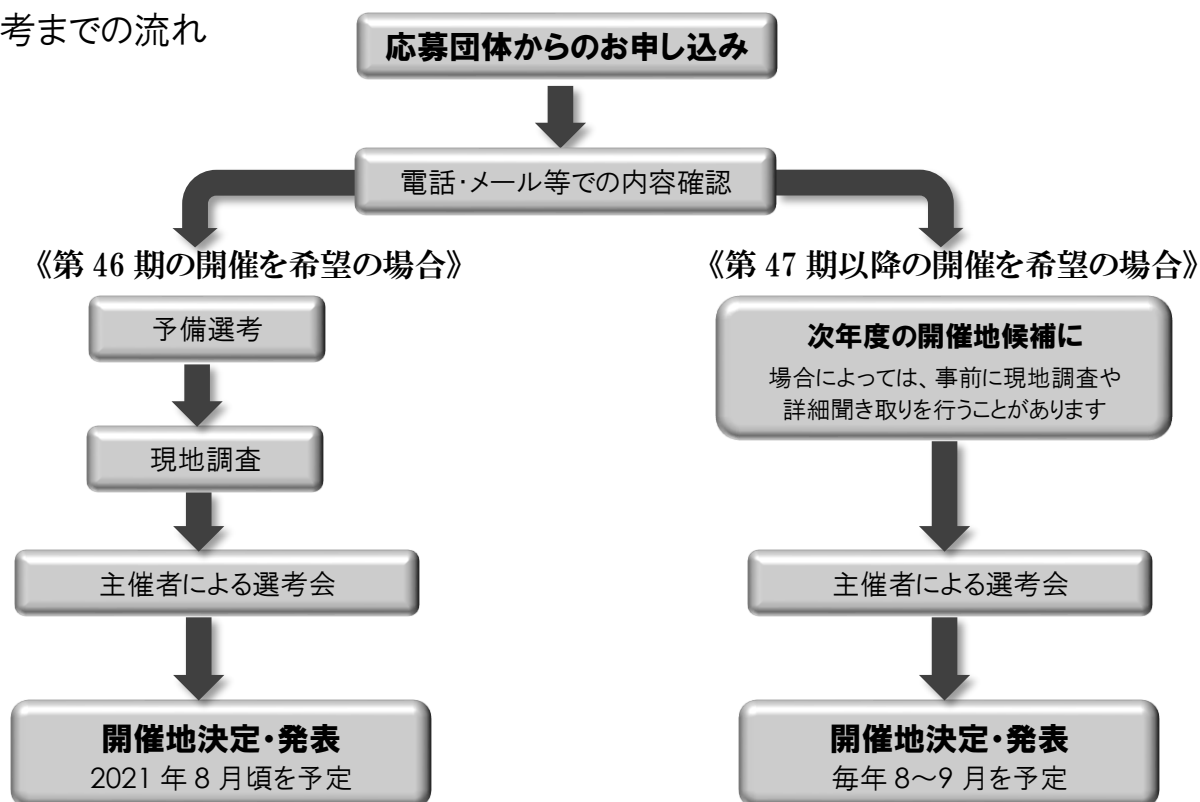 考までの流れ
応募団体からのお申し込み
電話・メール等での内容確認
《第 46 期の開催を希望の場合》
予備選考
現地調査
主催者による選考会
開催地決定・発表
2021 年 8 月頃を予定
《第 47 期以降の開催を希望の場合》
次年度の開催地候補に
場合によっては、事前に現地調査や
詳細聞き取りを行うことがあります
主催者による選考会
開催地決定・発表
毎年 8～9 月を予定